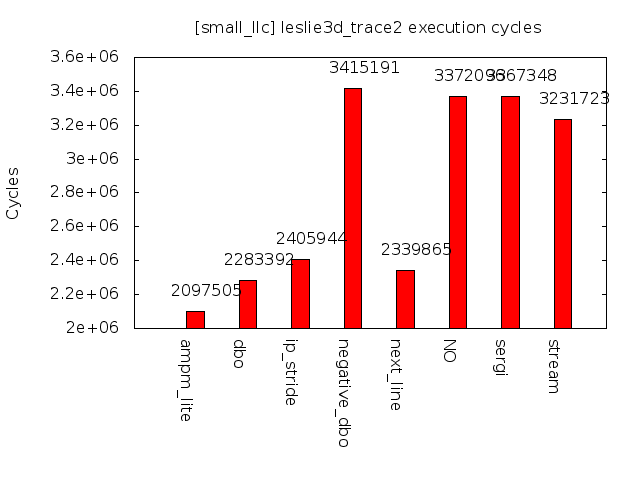 [small_llc] leslie3d_trace2 execution cycles
Cycles
3.6e+06
3.4e+06
3.2e+06
3e+06
2.8e+06
2.6e+06
2.4e+06
2.2e+06
2e+06
2097505
2283392
2405944
3415191
2339865
3372096
3367348
3231723
ampm_lite
dbo
ip_stride
negative_dbo
next_line
NO
sergi
stream